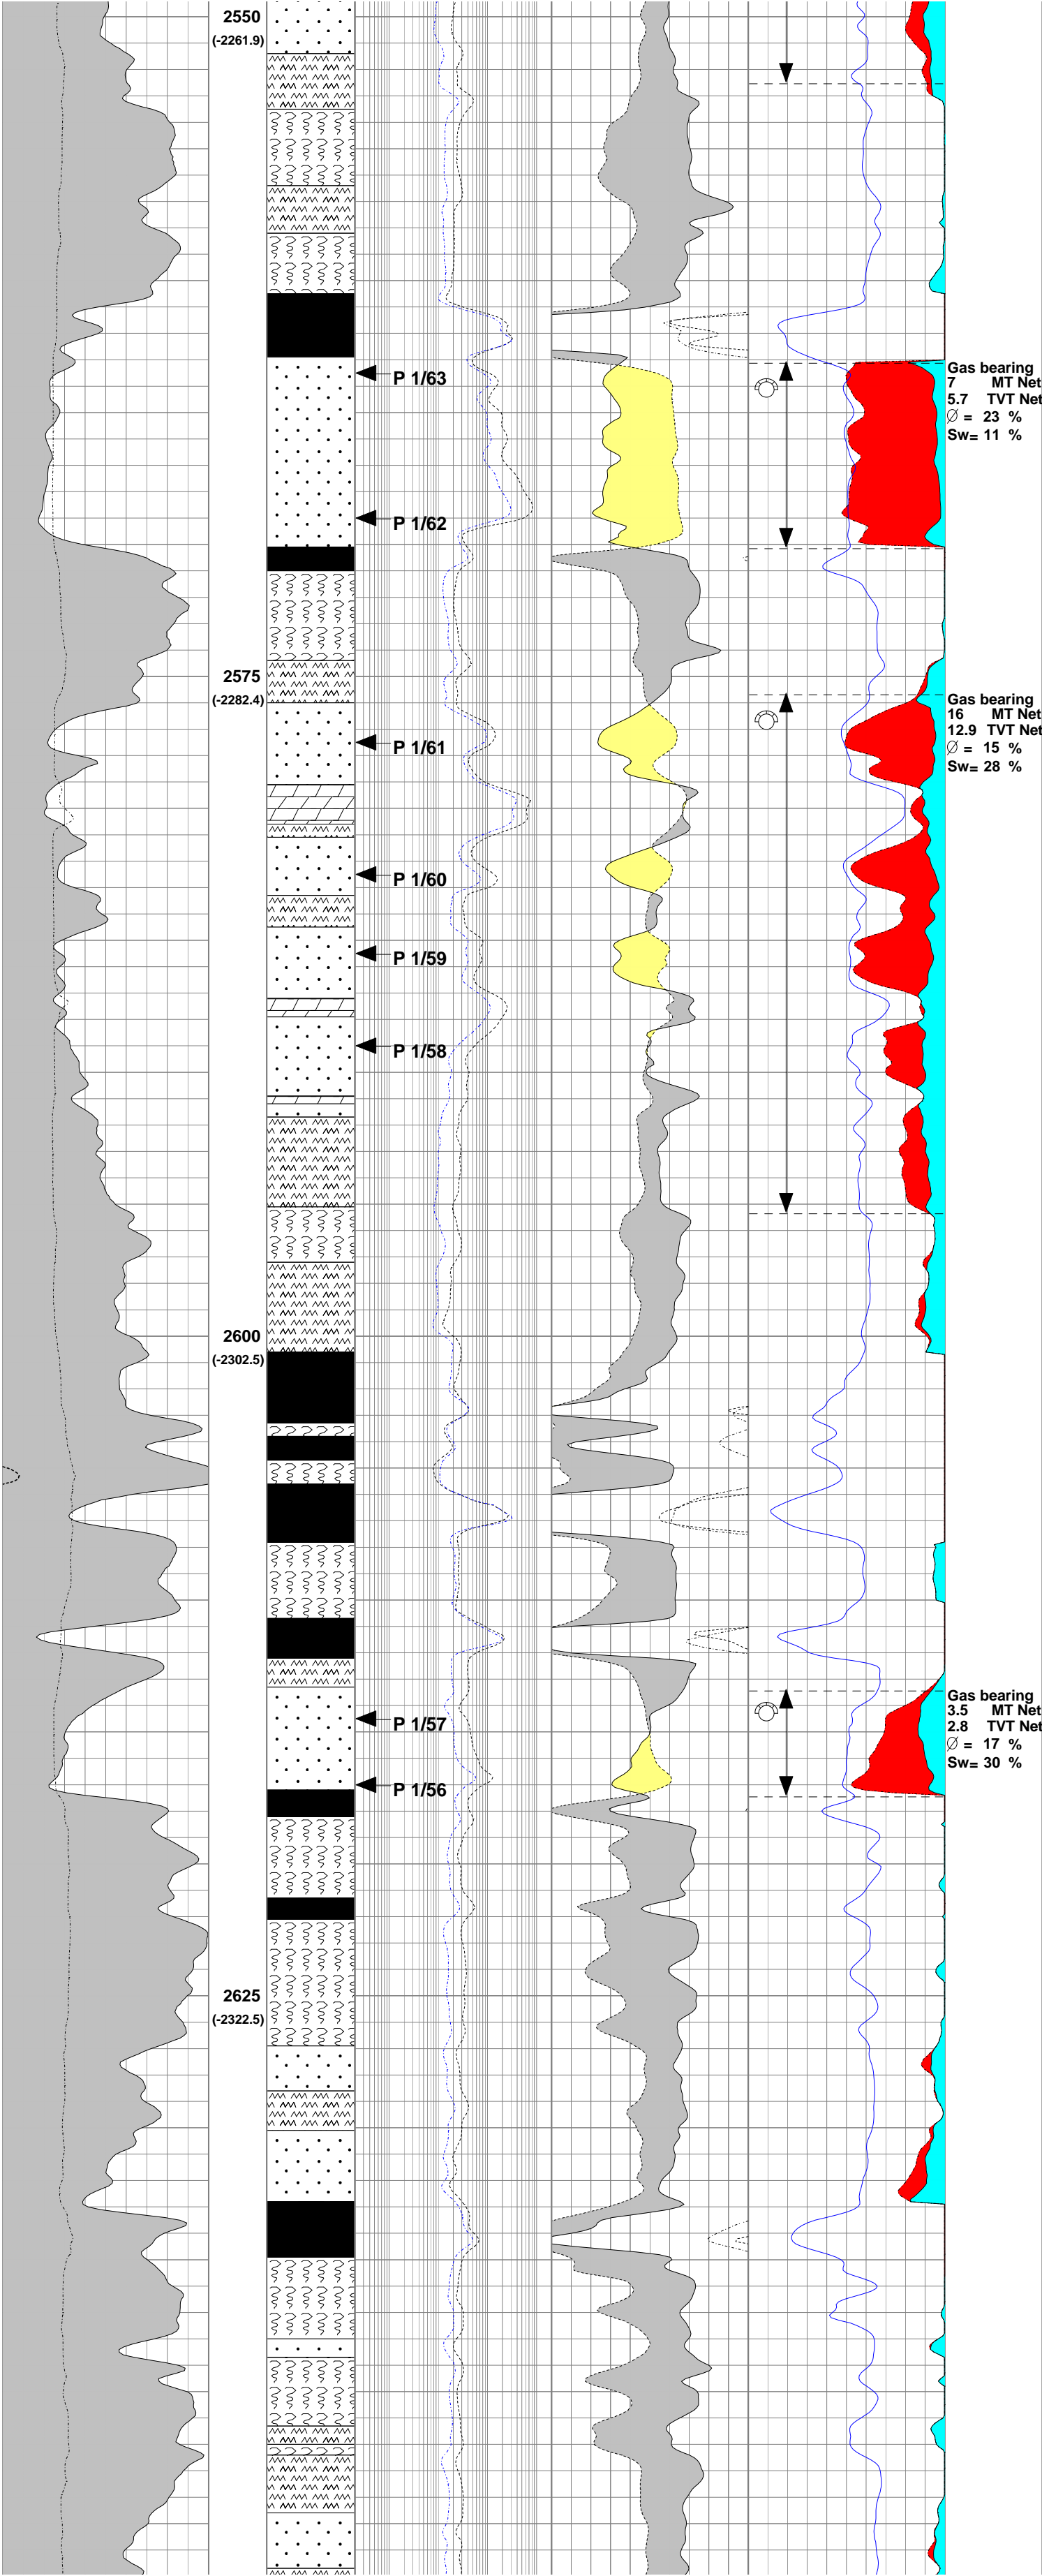 2550
(-2261.9)
Gas bearing
7 MT Net
5.7 TVT Net
Ø = 23 %
Sw= 11 %
P 1/63
P 1/62
2575
(-2282.4)
Gas bearing
16 MT Net
12.9 TVT Net
Ø = 15 %
Sw= 28 %
P 1/61
P 1/60
P 1/59
P 1/58
2600
(-2302.5)
Gas bearing
3.5 MT Net
2.8 TVT Net
Ø = 17 %
Sw= 30 %
P 1/57
P 1/56
2625
(-2322.5)